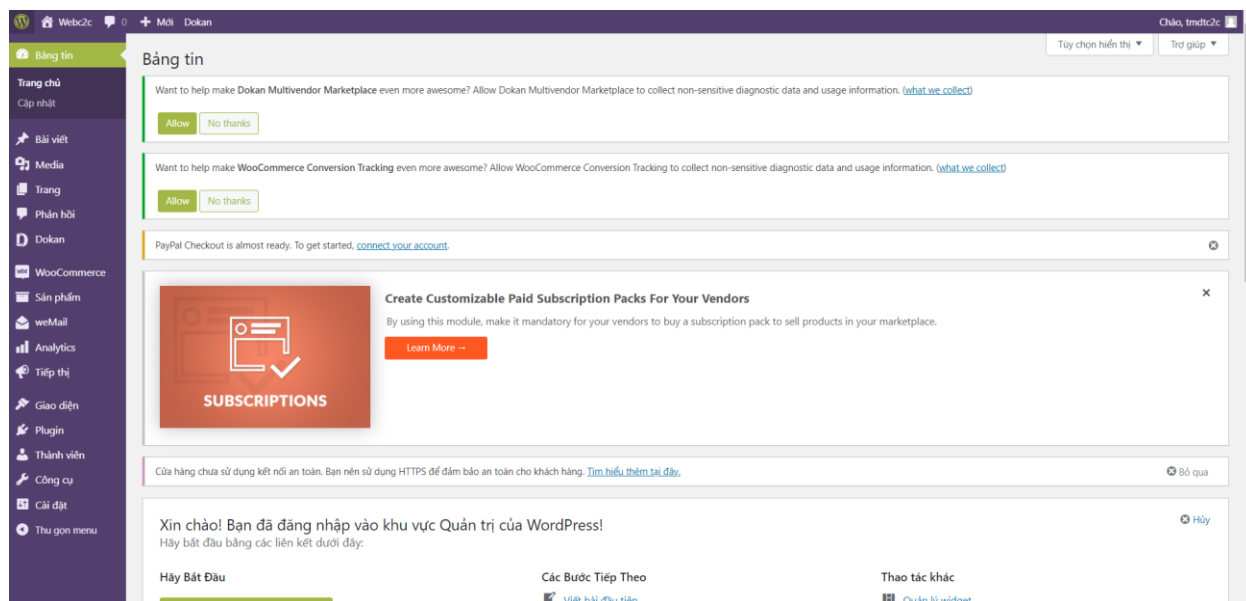 Webc2c 0 Mới Dokan Chào, tmdtc2c
Bảng tin
Trang chủ
Cập nhật
Bài viết
Media
Trang
Phản hồi
Dokan
WooCommerce
Sản phẩm
weMail
Analytics
Tiếp thị
Giao diện
Plugin
Thành viên
Công cụ
Cài đặt
Thu gọn menu
Tùy chọn hiển thị ▼ Trợ giúp ▼
Bảng tin
Want to help make Dokan Multivendor Marketplace even more awesome? Allow Dokan Multivendor Marketplace to collect non-sensitive diagnostic data and usage information. (what we collect)
Allow No thanks
Want to help make WooCommerce Conversion Tracking even more awesome? Allow WooCommerce Conversion Tracking to collect non-sensitive diagnostic data and usage information. (what we collect)
Allow No thanks
PayPal Checkout is almost ready. To get started, connect your account.
SUBSCRIPTIONS
Create Customizable Paid Subscription Packs For Your Vendors
By using this module, make it mandatory for your vendors to buy a subscription pack to sell products in your marketplace.
Learn More →
Cửa hàng chưa sử dụng kết nối an toàn. Bạn nên sử dụng HTTPS để đảm bảo an toàn cho khách hàng. Tìm hiểu thêm tại đây. Bỏ qua
Xin chào! Bạn đã đăng nhập vào khu vực Quản trị của WordPress! Hủy
Hãy bắt đầu bằng các liên kết dưới đây:
Hãy Bắt Đầu Các Bước Tiếp Theo Thao tác khác
Viết bài đầu tiên Quản lý widget